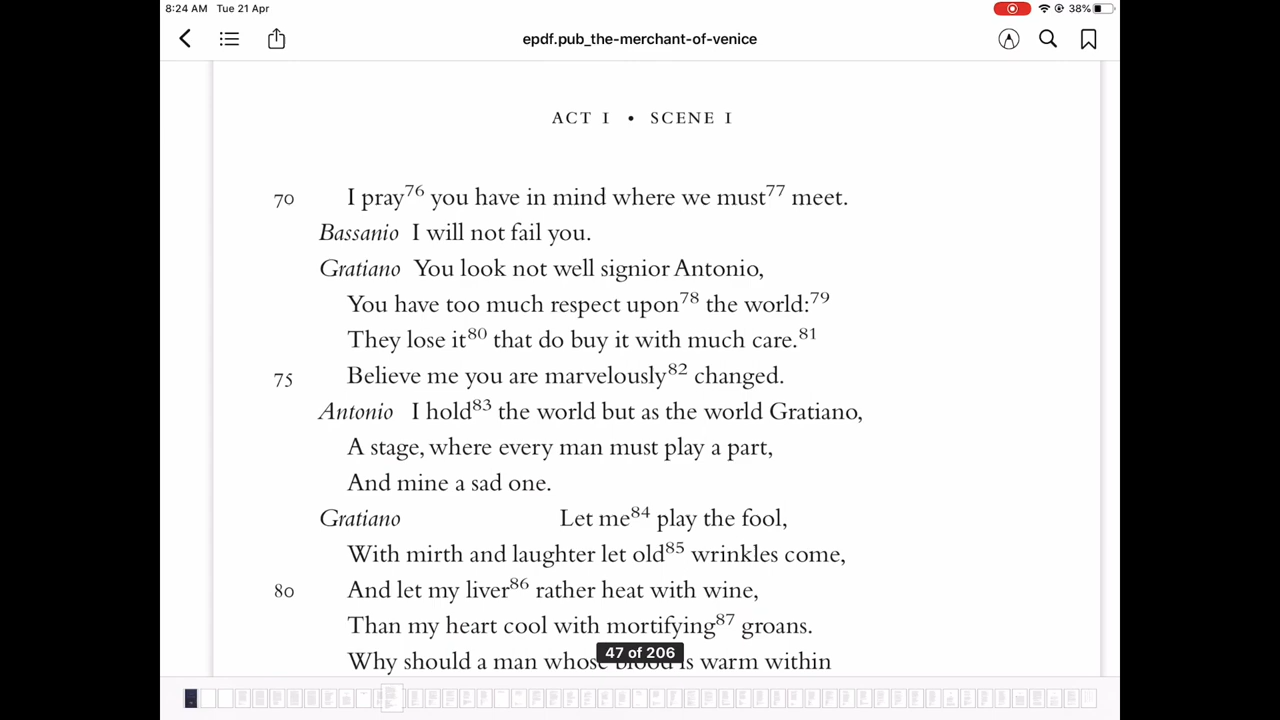 8:24 AM Tue 21 Apr
38%
epdf.pub_the-merchant-of-venice
ACT I • SCENE I
70 I pray76 you have in mind where we must77 meet.
Bassanio I will not fail you.
Gratiano You look not well signior Antonio,
You have too much respect upon78 the world:79
They lose it80 that do buy it with much care.81
75 Believe me you are marvelously82 changed.
Antonio I hold83 the world but as the world Gratiano,
A stage, where every man must play a part,
And mine a sad one.
Gratiano Let me84 play the fool,
With mirth and laughter let old85 wrinkles come,
80 And let my liver86 rather heat with wine,
Than my heart cool with mortifying87 groans.
Why should a man whose blood is warm within
47 of 206